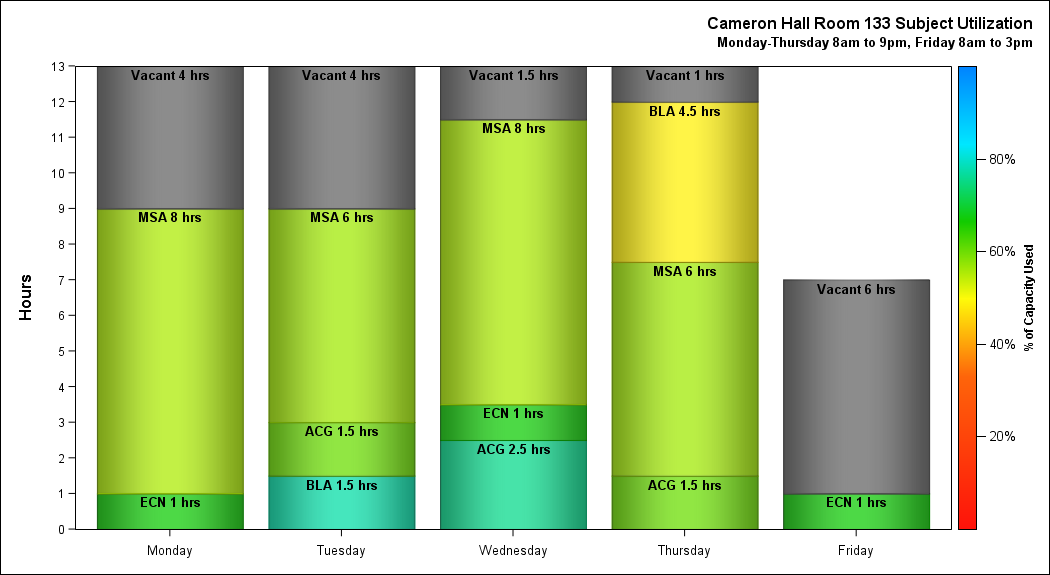 Cameron Hall Room 133 Subject Utilization
Monday-Thursday 8am to 9pm, Friday 8am to 3pm
Hours
13
12
11
10
9
8
7
6
5
4
3
2
1
0
Vacant 4 hrs
MSA 8 hrs
ECN 1 hrs
Vacant 4 hrs
MSA 6 hrs
ACG 1.5 hrs
BLA 1.5 hrs
Vacant 1.5 hrs
MSA 8 hrs
ECN 1 hrs
ACG 2.5 hrs
Vacant 1 hrs
BLA 4.5 hrs
MSA 6 hrs
ACG 1.5 hrs
Vacant 6 hrs
ECN 1 hrs
Monday Tuesday Wednesday Thursday Friday
80%
60%
40%
20%
% of Capacity Used